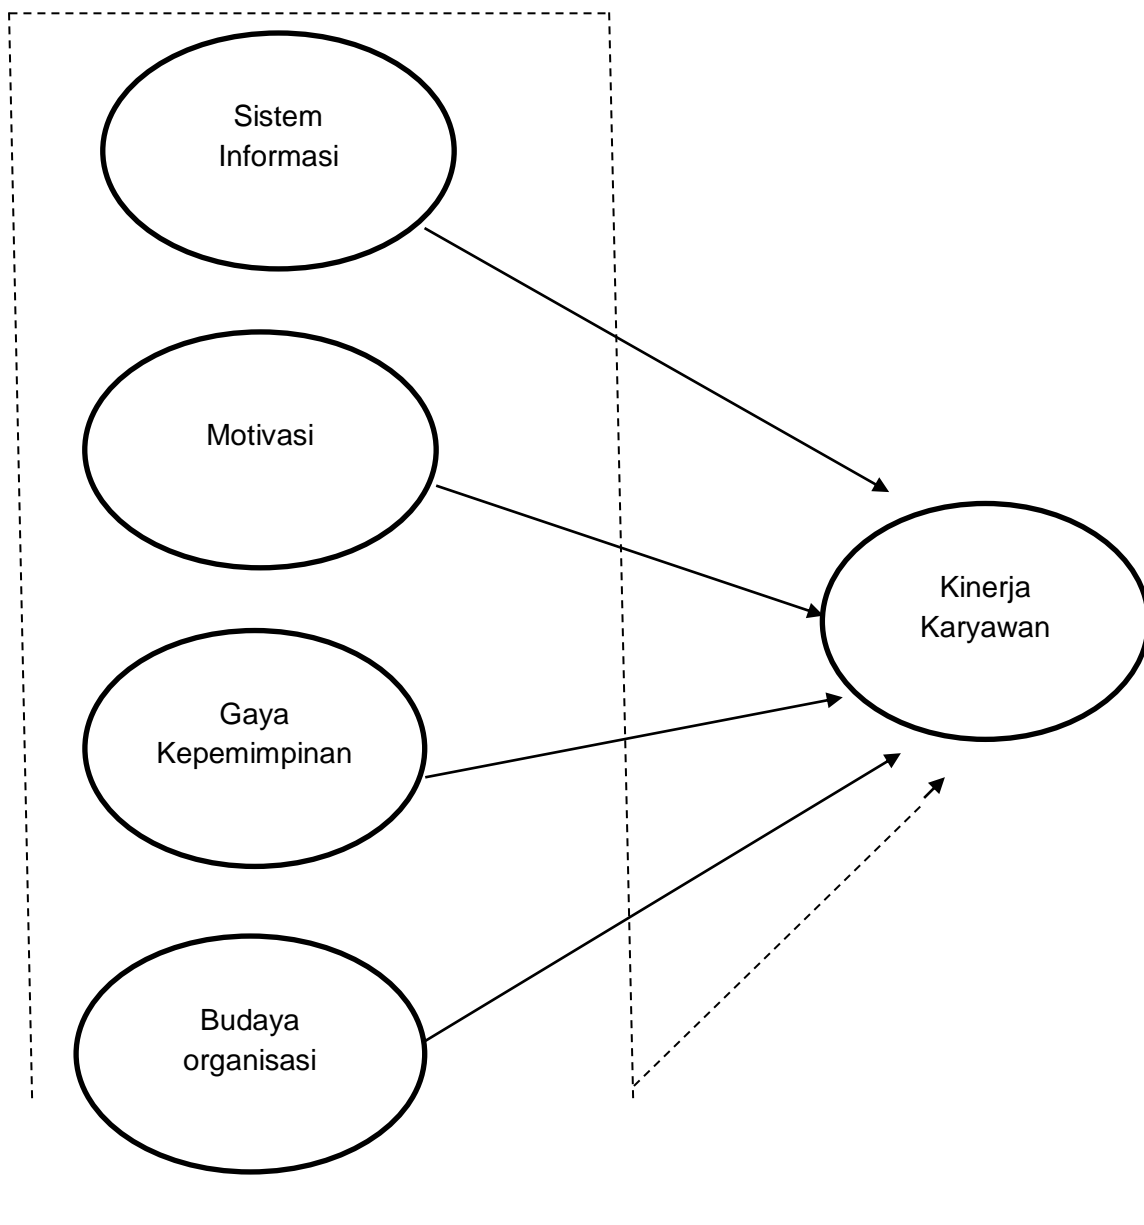 Sistem
Informasi
Motivasi
Kinerja
Karyawan
Gaya
Kepemimpinan
Budaya
organisasi